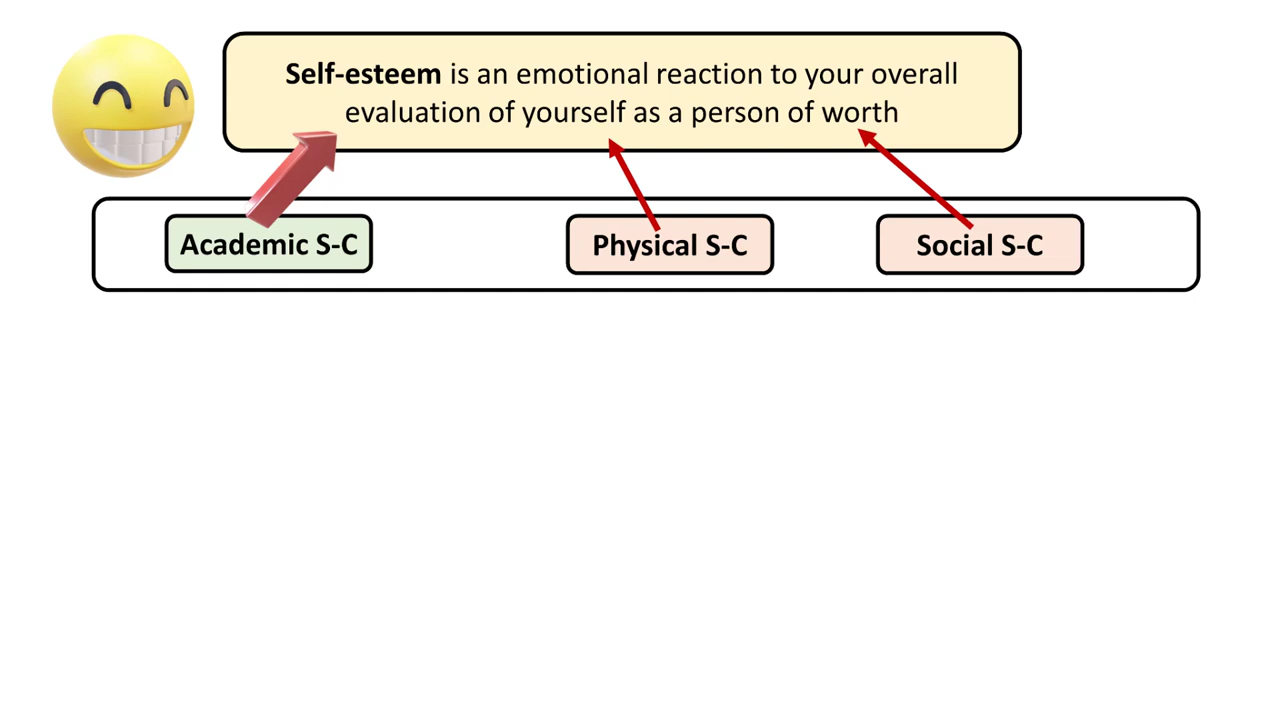 Self-esteem is an emotional reaction to your overall
evaluation of yourself as a person of worth
Academic S-C
Physical S-C
Social S-C